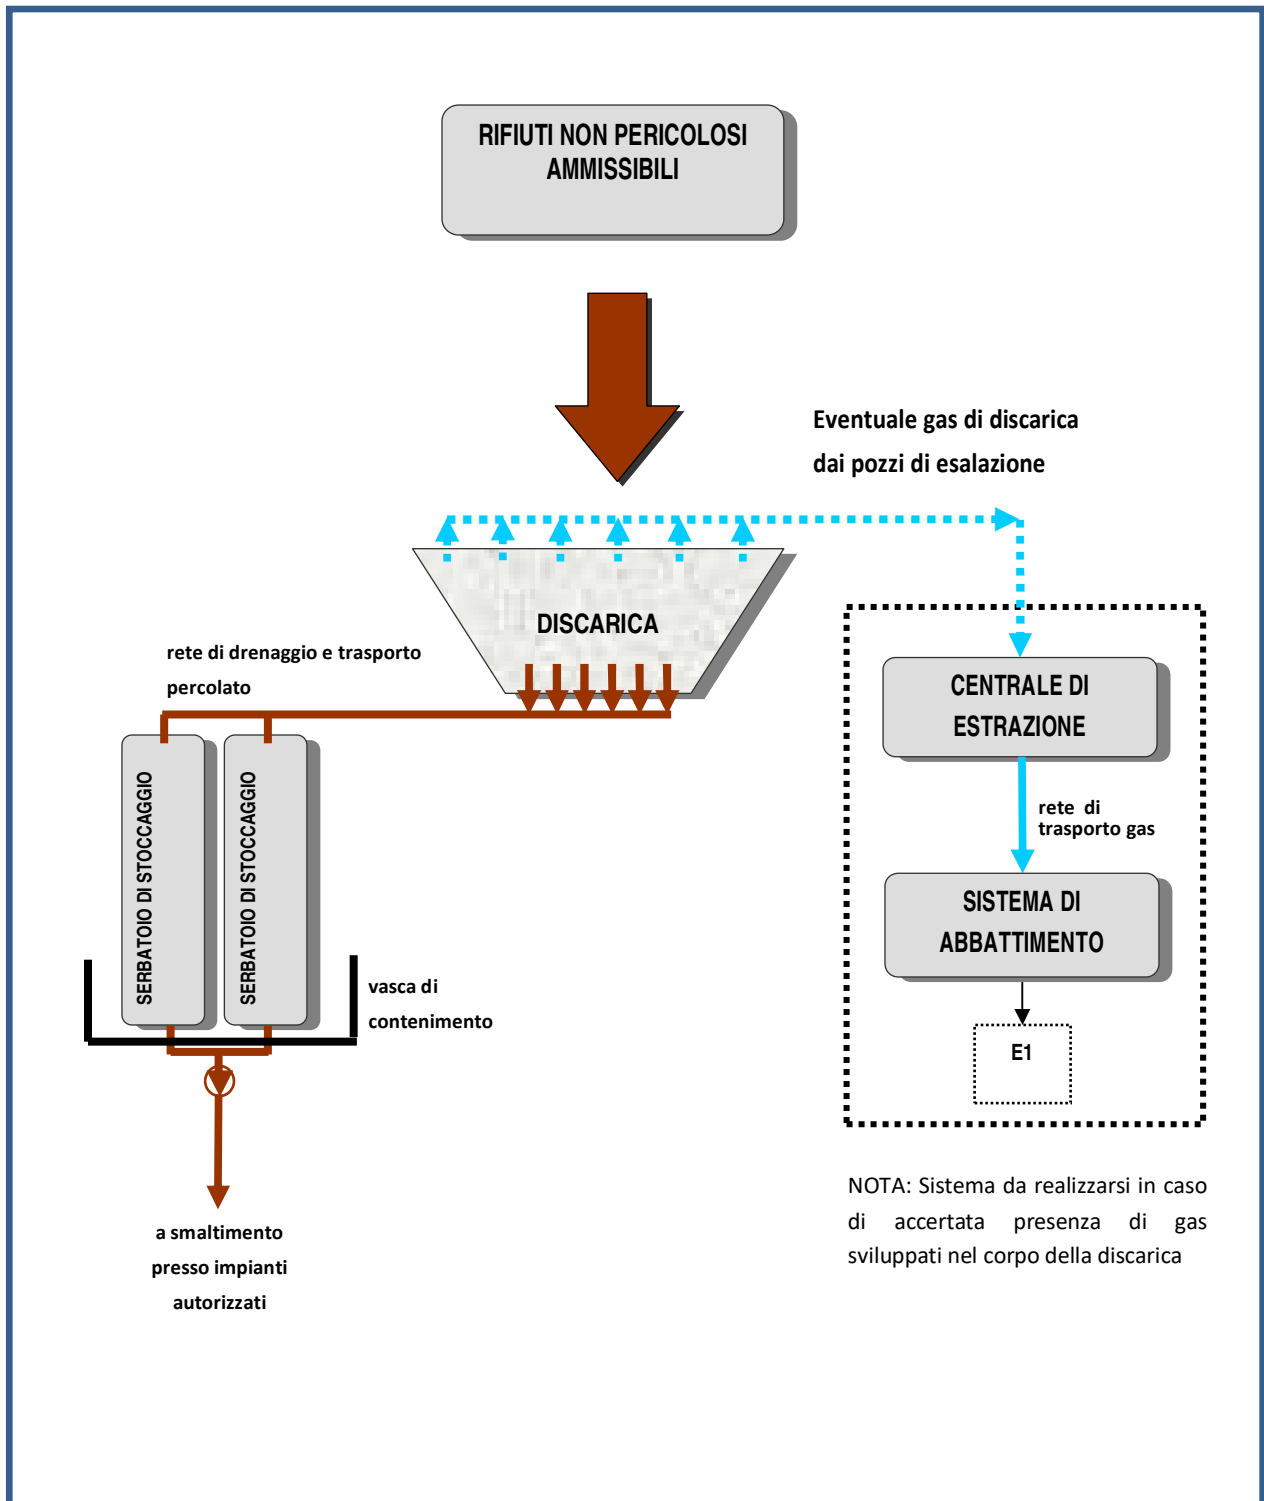 RIFIUTI NON PERICOLOSI
AMMISSIBILI
Eventuale gas di discarica
dai pozzi di esalazione
DISCARICA
rete di drenaggio e trasporto
percolato
CENTRALE DI
ESTRAZIONE
rete di
trasporto gas
SERBATOIO DI STOCCAGGIO
SERBATOIO DI STOCCAGGIO
SISTEMA DI
ABBATTIMENTO
vasca di
contenimento
E1
NOTA: Sistema da realizzarsi in caso
di accertata presenza di gas
sviluppati nel corpo della discarica
a smaltimento
presso impianti
autorizzati